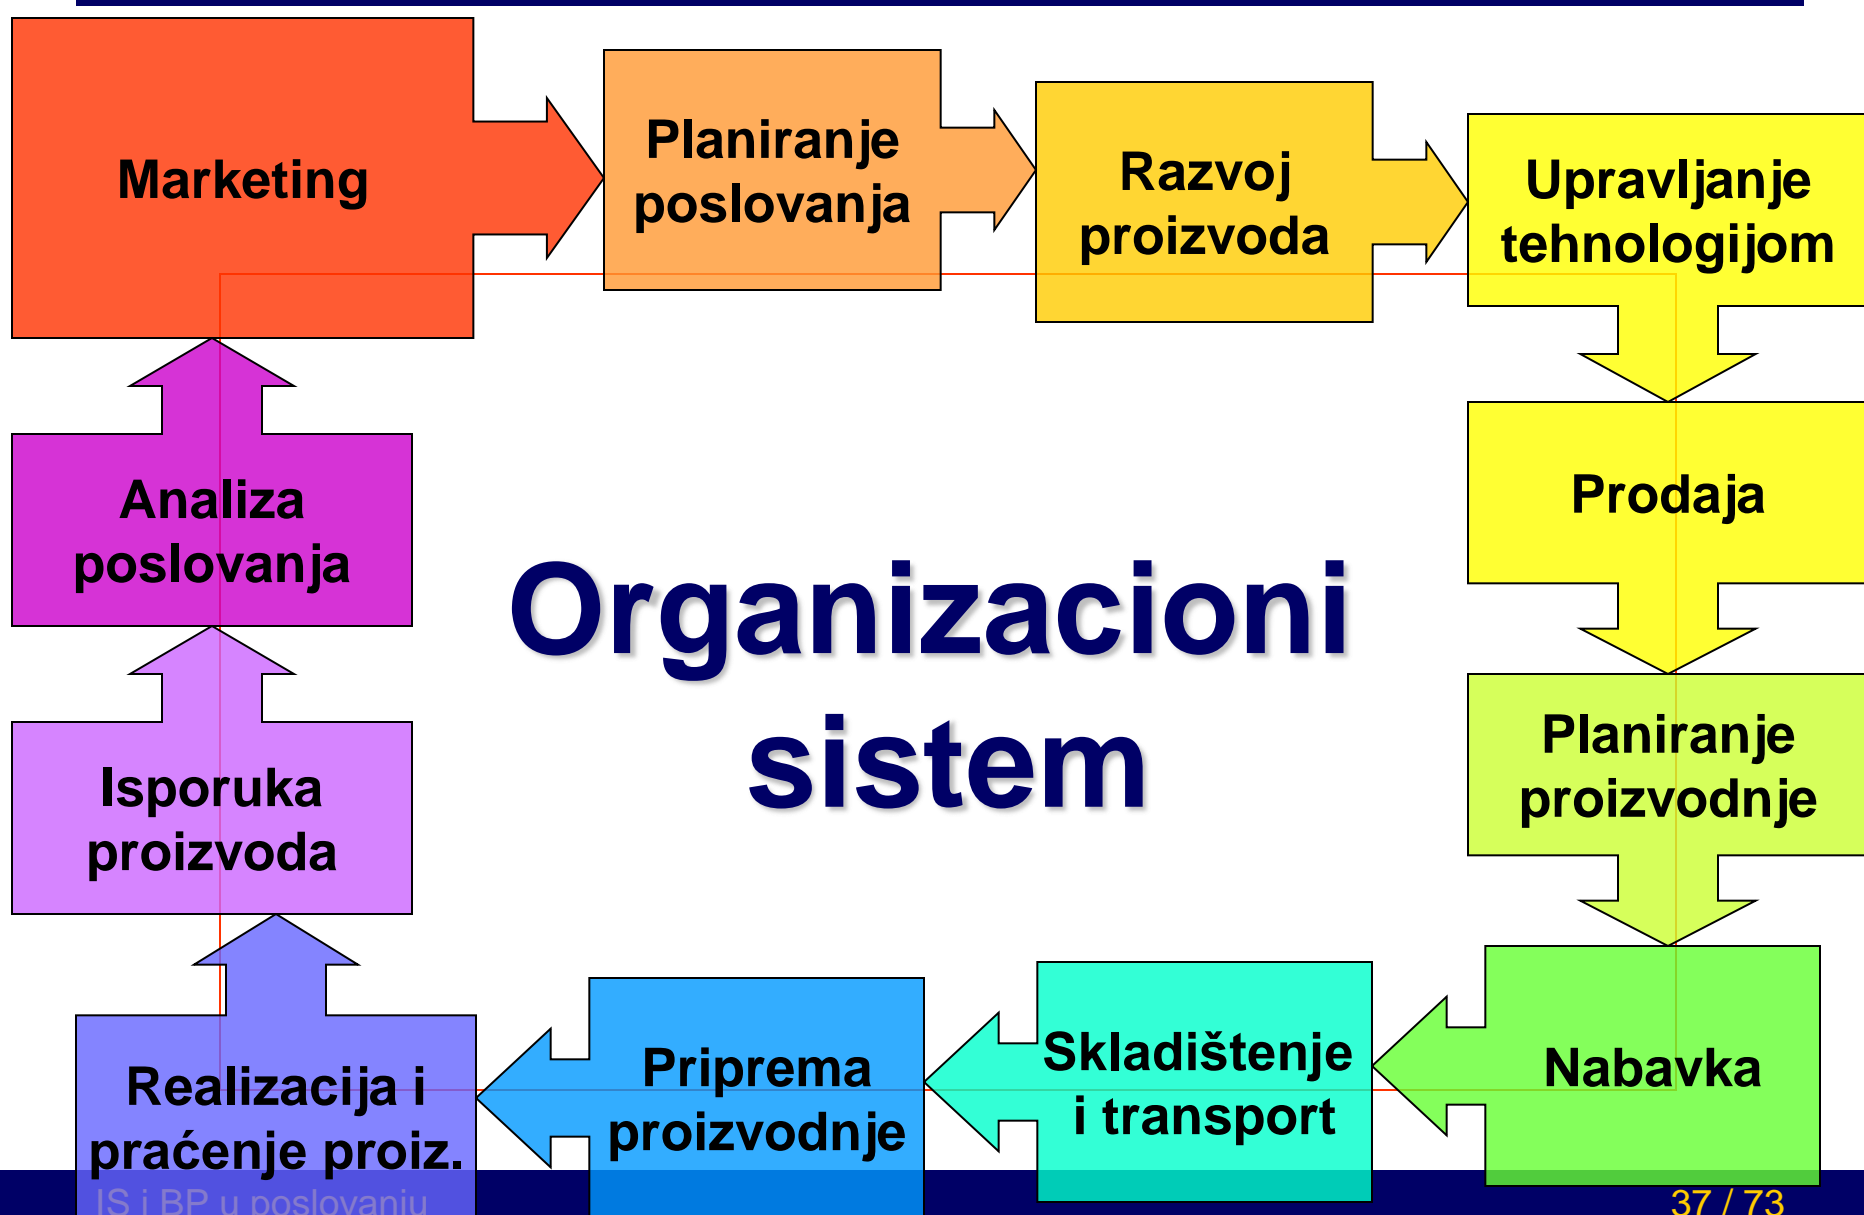 Marketing
Planiranje
poslovanja
Razvoj
proizvoda
Upravljanje
tehnologijom
Prodaja
Planiranje
proizvodnje
Nabavka
Skladištenje
i transport
Priprema
proizvodnje
Realizacija i
praćenje proiz.
Isporuka
proizvoda
Analiza
poslovanja
Organizacioni
sistem
IS i BP u poslovanju
37 / 73